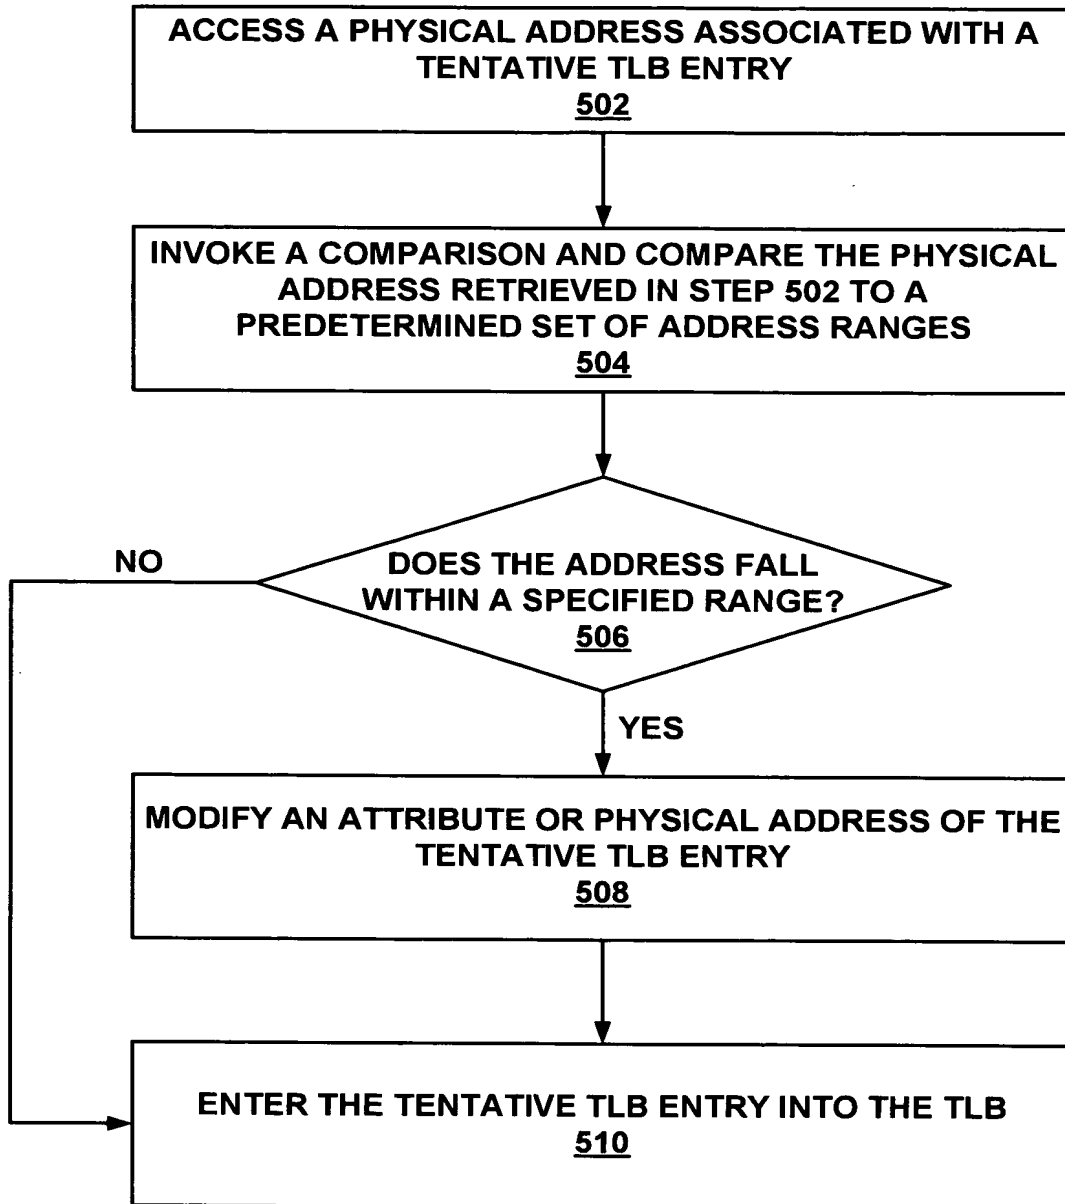 ACCESS A PHYSICAL ADDRESS ASSOCIATED WITH A
TENTATIVE TLB ENTRY
502
INVOKE A COMPARISON AND COMPARE THE PHYSICAL
ADDRESS RETRIEVED IN STEP 502 TO A
PREDETERMINED SET OF ADDRESS RANGES
504
NO
DOES THE ADDRESS FALL
WITHIN A SPECIFIED RANGE?
506
YES
MODIFY AN ATTRIBUTE OR PHYSICAL ADDRESS OF THE
TENTATIVE TLB ENTRY
508
ENTER THE TENTATIVE TLB ENTRY INTO THE TLB
510